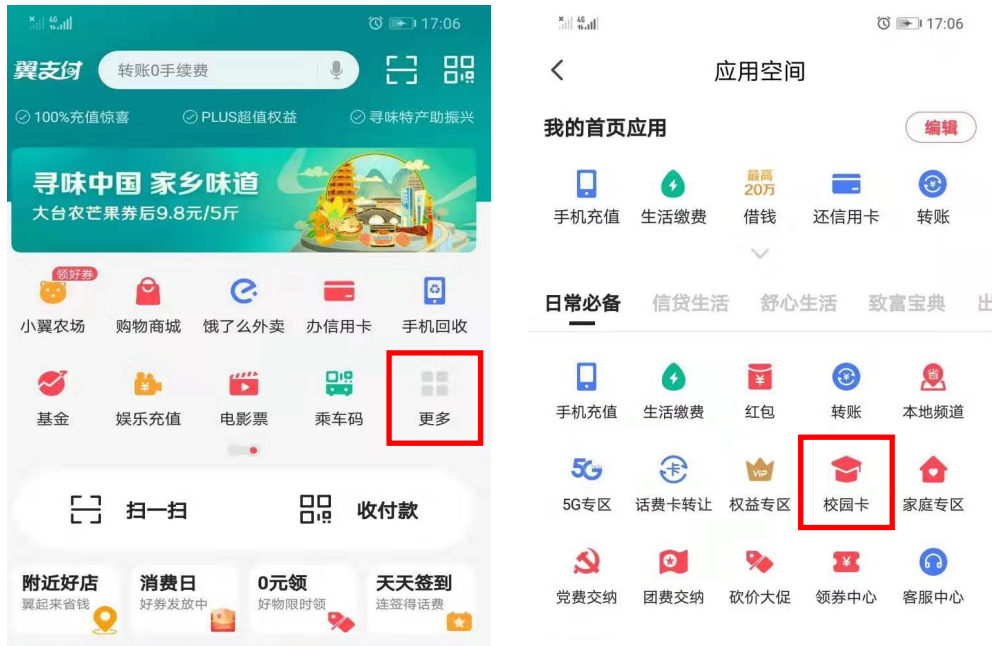 4G 17:06
翼支付 转账0手续费
100%充值惊喜 PLUS超值权益 寻味特产助振兴
寻味中国 家乡味道
大台农芒果券后9.8元/5斤
领好券
小翼农场 购物商城 饿了么外卖 办信用卡 手机回收
基金 娱乐充值 电影票 乘车码 更多
扫一扫 收付款
附近好店 消费日 0元领 天天签到
翼起来省钱 好券发放中 好物限时领 连签得话费
4G 17:06
应用空间
我的首页应用 编辑
最高
20万
手机充值 生活缴费 借钱 还信用卡 转账
日常必备 信贷生活 舒心生活 致富宝典 出
省
手机充值 生活缴费 红包 转账 本地频道
5G 卡 VIP
5G专区 话费卡转让 权益专区 校园卡 家庭专区
党费交纳 团费交纳 砍价大促 领券中心 客服中心